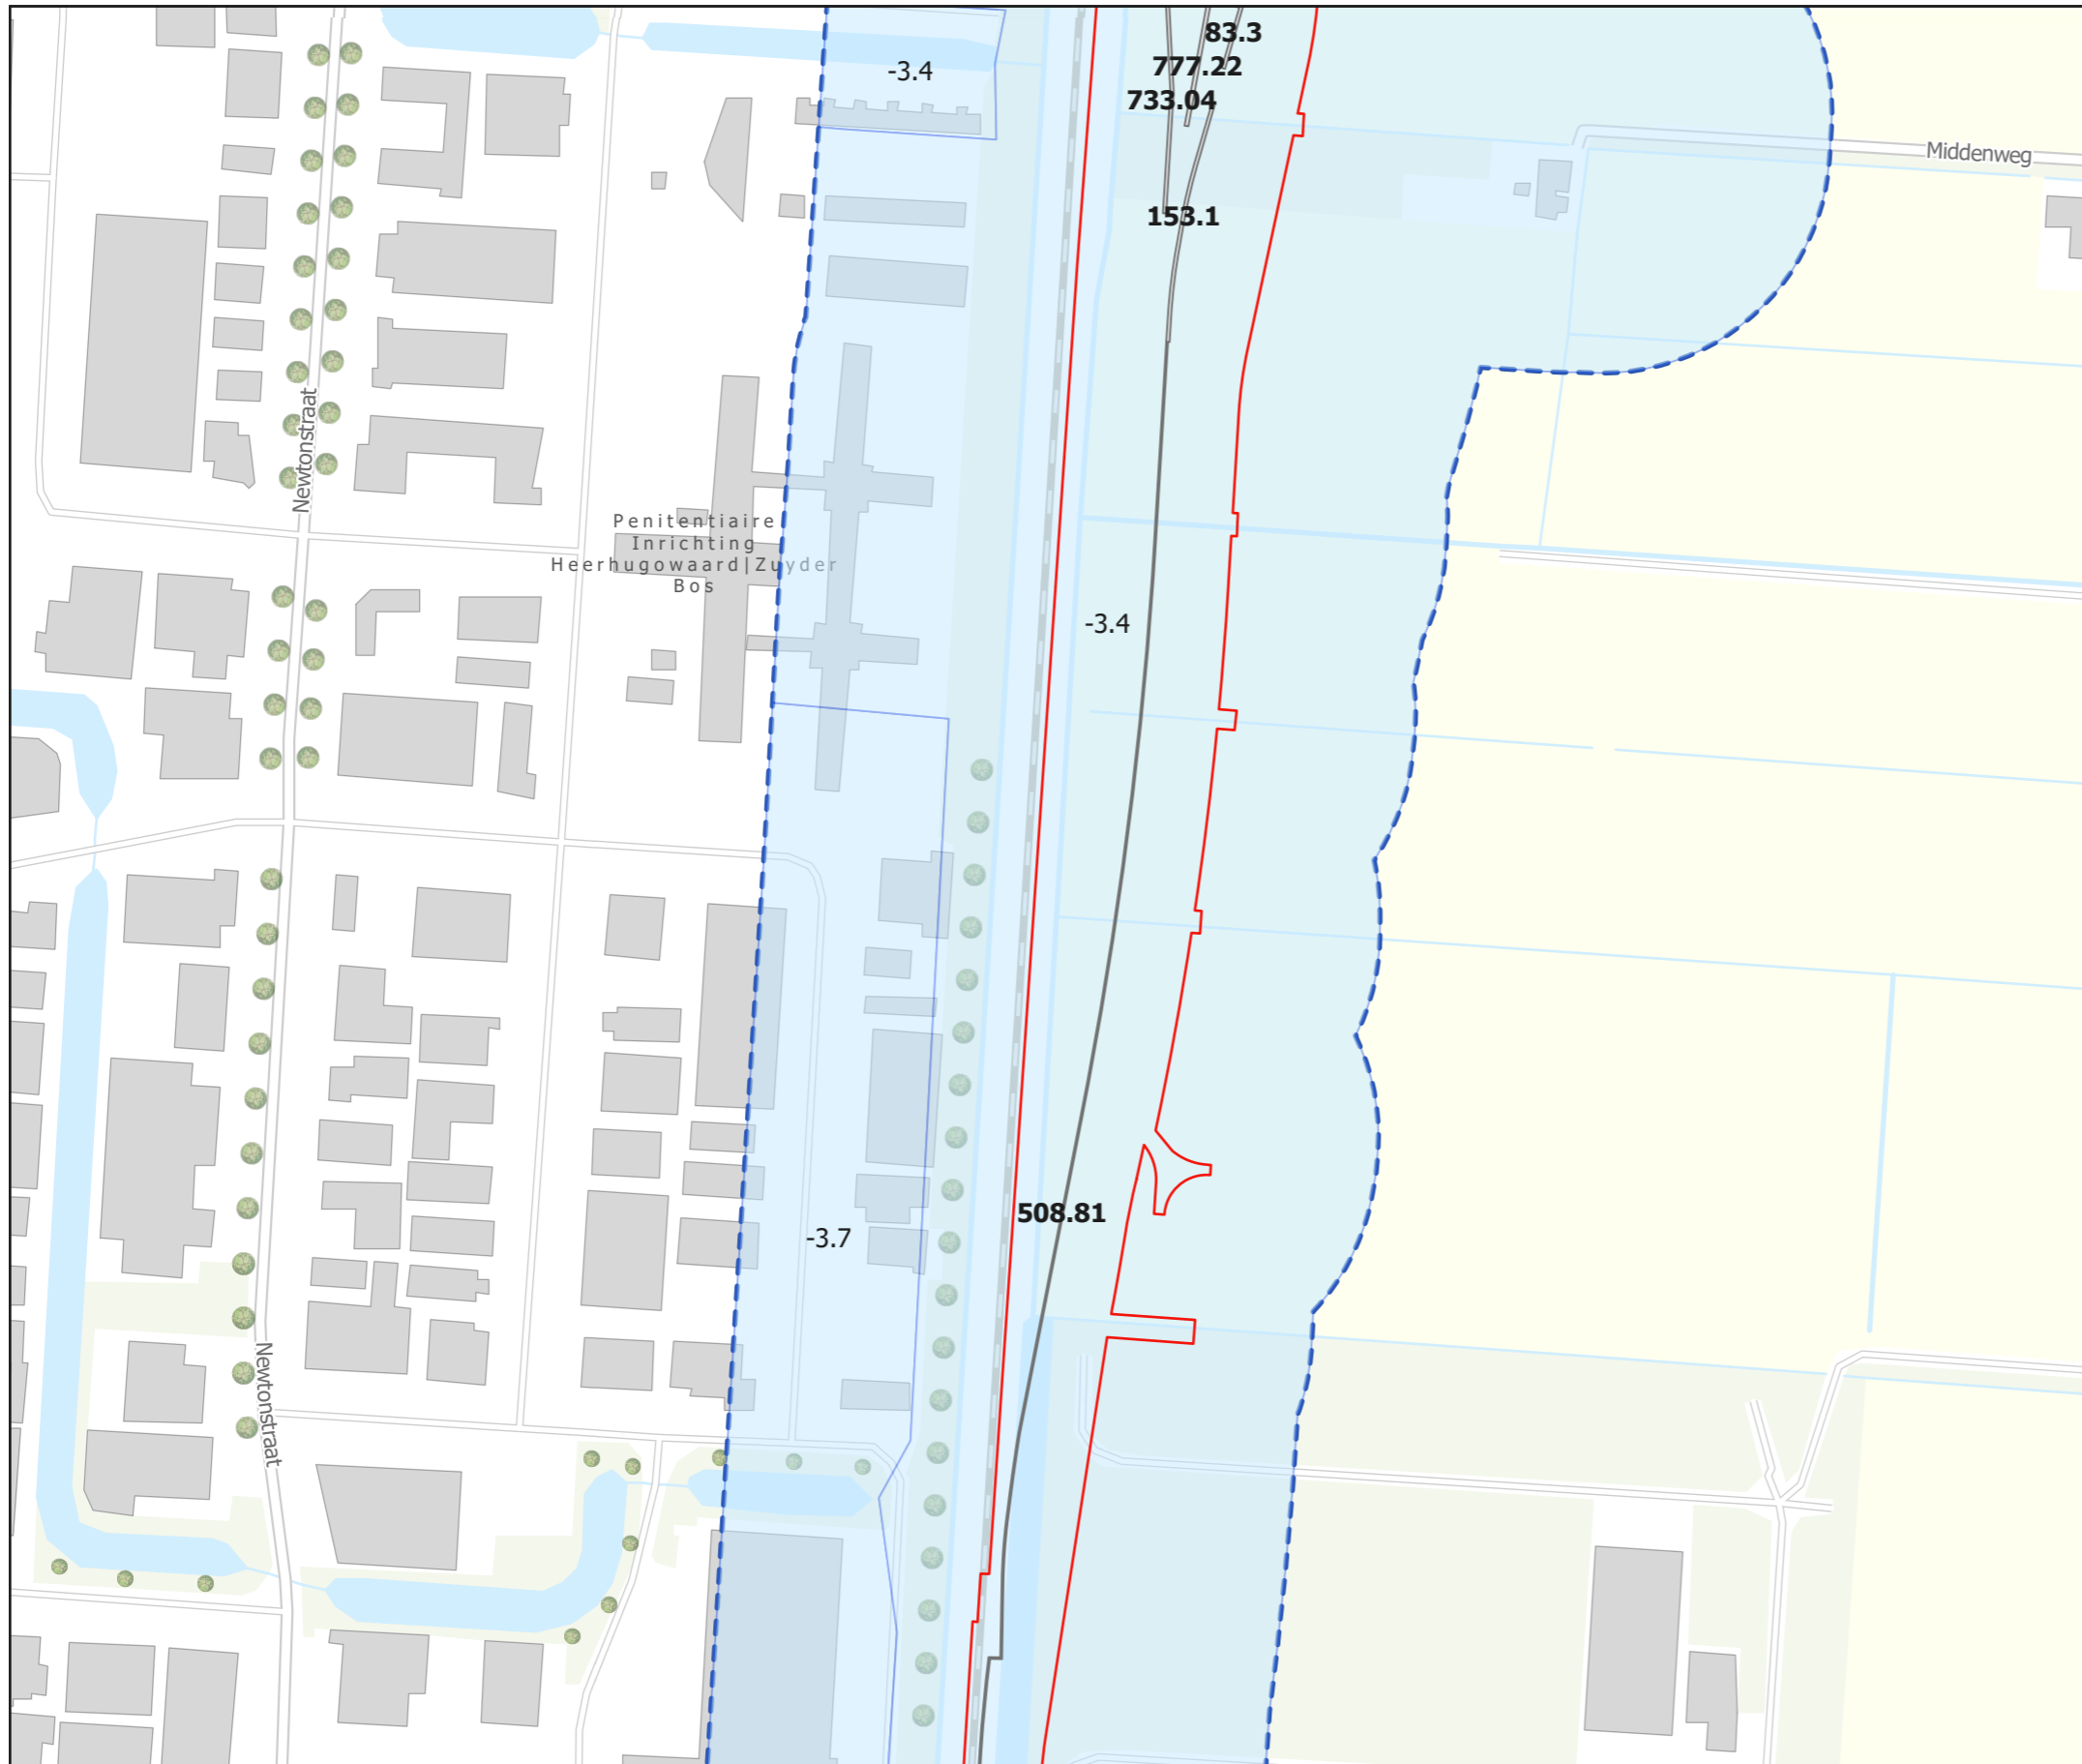 83.3
-3.4
777.22
733.04
Middenweg
153.1
Newtonstraat
Penitentiaire
Inrichting
Heerhugowaard|Zuyder
Bos
-3.4
508.81
-3.7
Newtonstraat